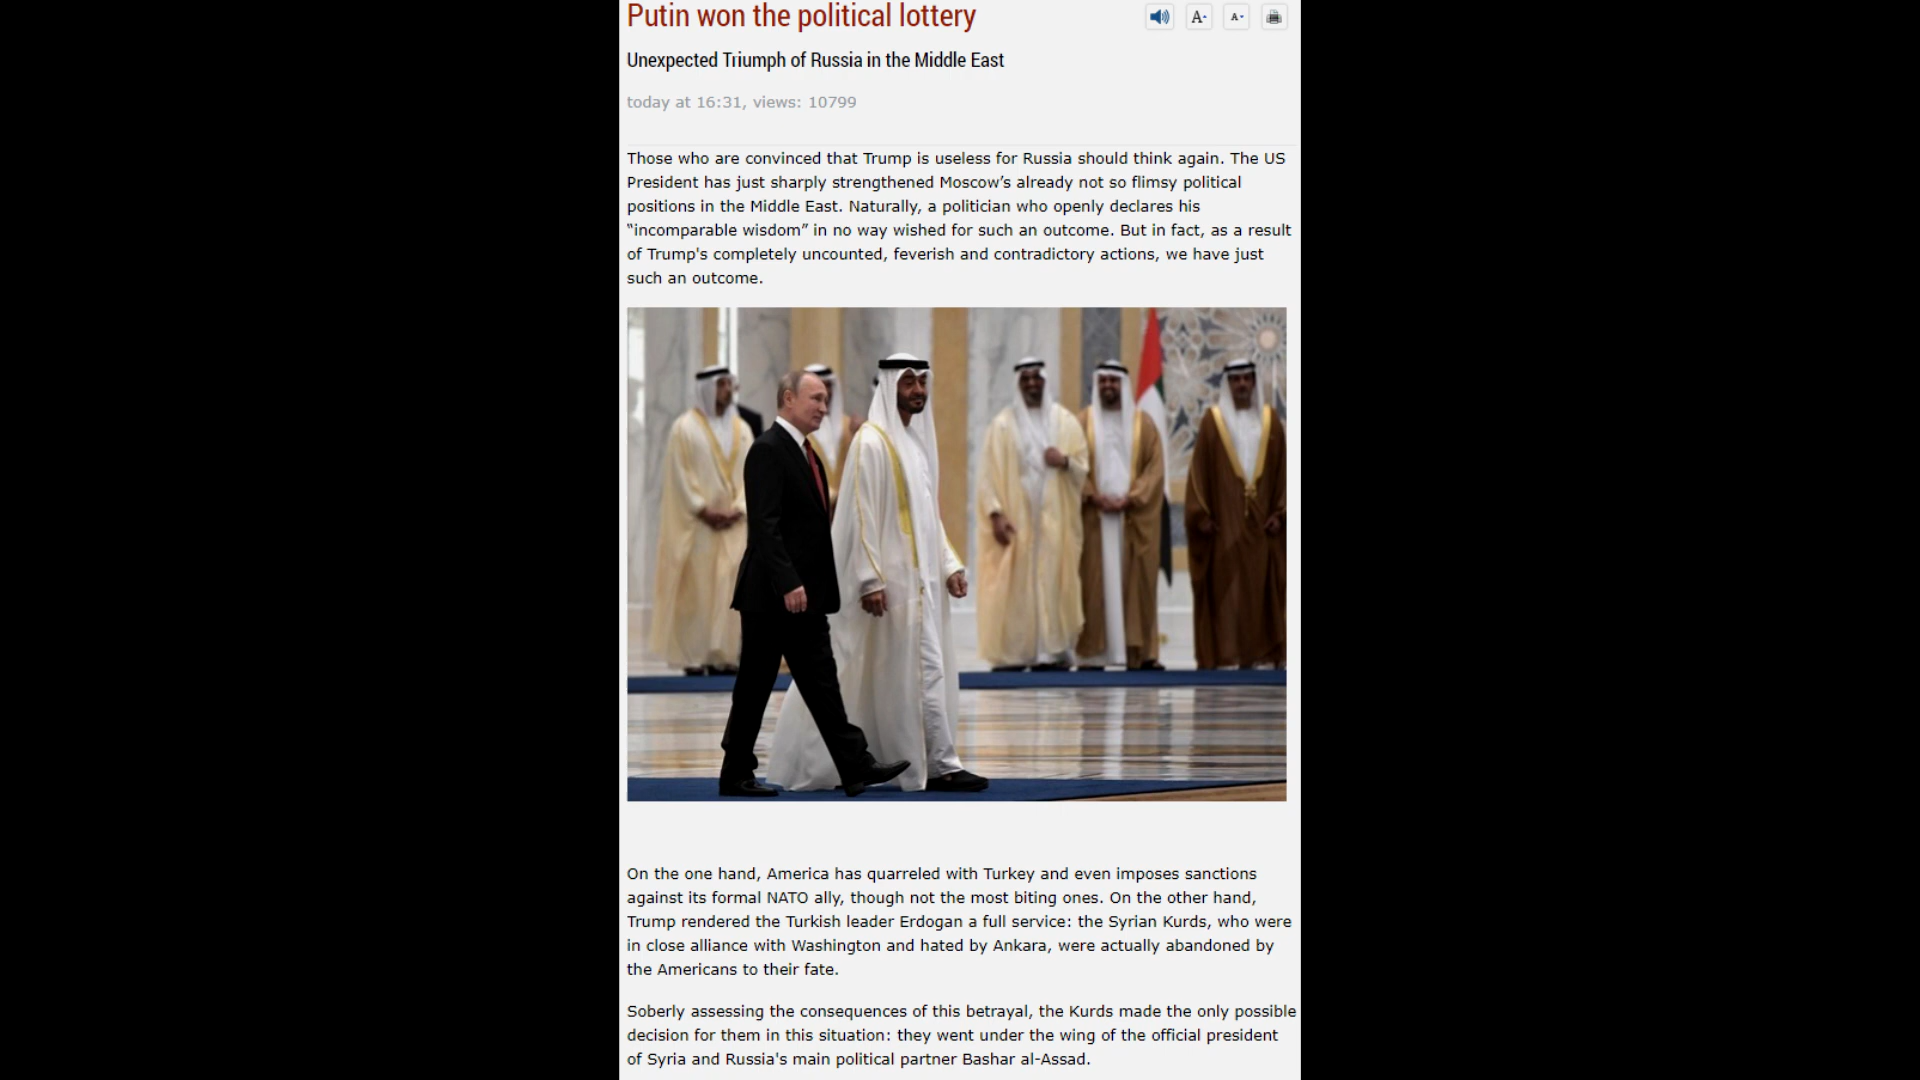 Putin won the political lottery
A+
A-
Unexpected Triumph of Russia in the Middle East
today at 16:31, views: 10799
Those who are convinced that Trump is useless for Russia should think again. The US
President has just sharply strengthened Moscow’s already not so flimsy political
positions in the Middle East. Naturally, a politician who openly declares his
“incomparable wisdom” in no way wished for such an outcome. But in fact, as a result
of Trump's completely uncounted, feverish and contradictory actions, we have just
such an outcome.
On the one hand, America has quarreled with Turkey and even imposes sanctions
against its formal NATO ally, though not the most biting ones. On the other hand,
Trump rendered the Turkish leader Erdogan a full service: the Syrian Kurds, who were
in close alliance with Washington and hated by Ankara, were actually abandoned by
the Americans to their fate.
Soberly assessing the consequences of this betrayal, the Kurds made the only possible
decision for them in this situation: they went under the wing of the official president
of Syria and Russia's main political partner Bashar al-Assad.